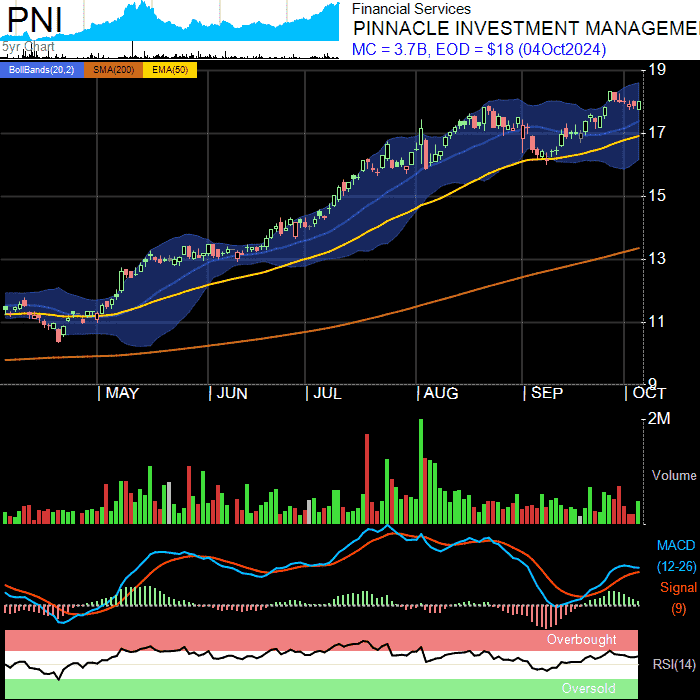 PNI
5yr Chart
Financial Services
PINNACLE INVESTMENT MANAGEME
MC = 3.7B, EOD = $18 (04Oct2024)
BollBands(20,2) SMA(200) EMA(50)
19
17
15
13
11
9
MAY JUN JUL AUG SEP OCT
2M
Volume
MACD
(12-26)
Signal
(9)
Overbought
RSI(14)
Oversold